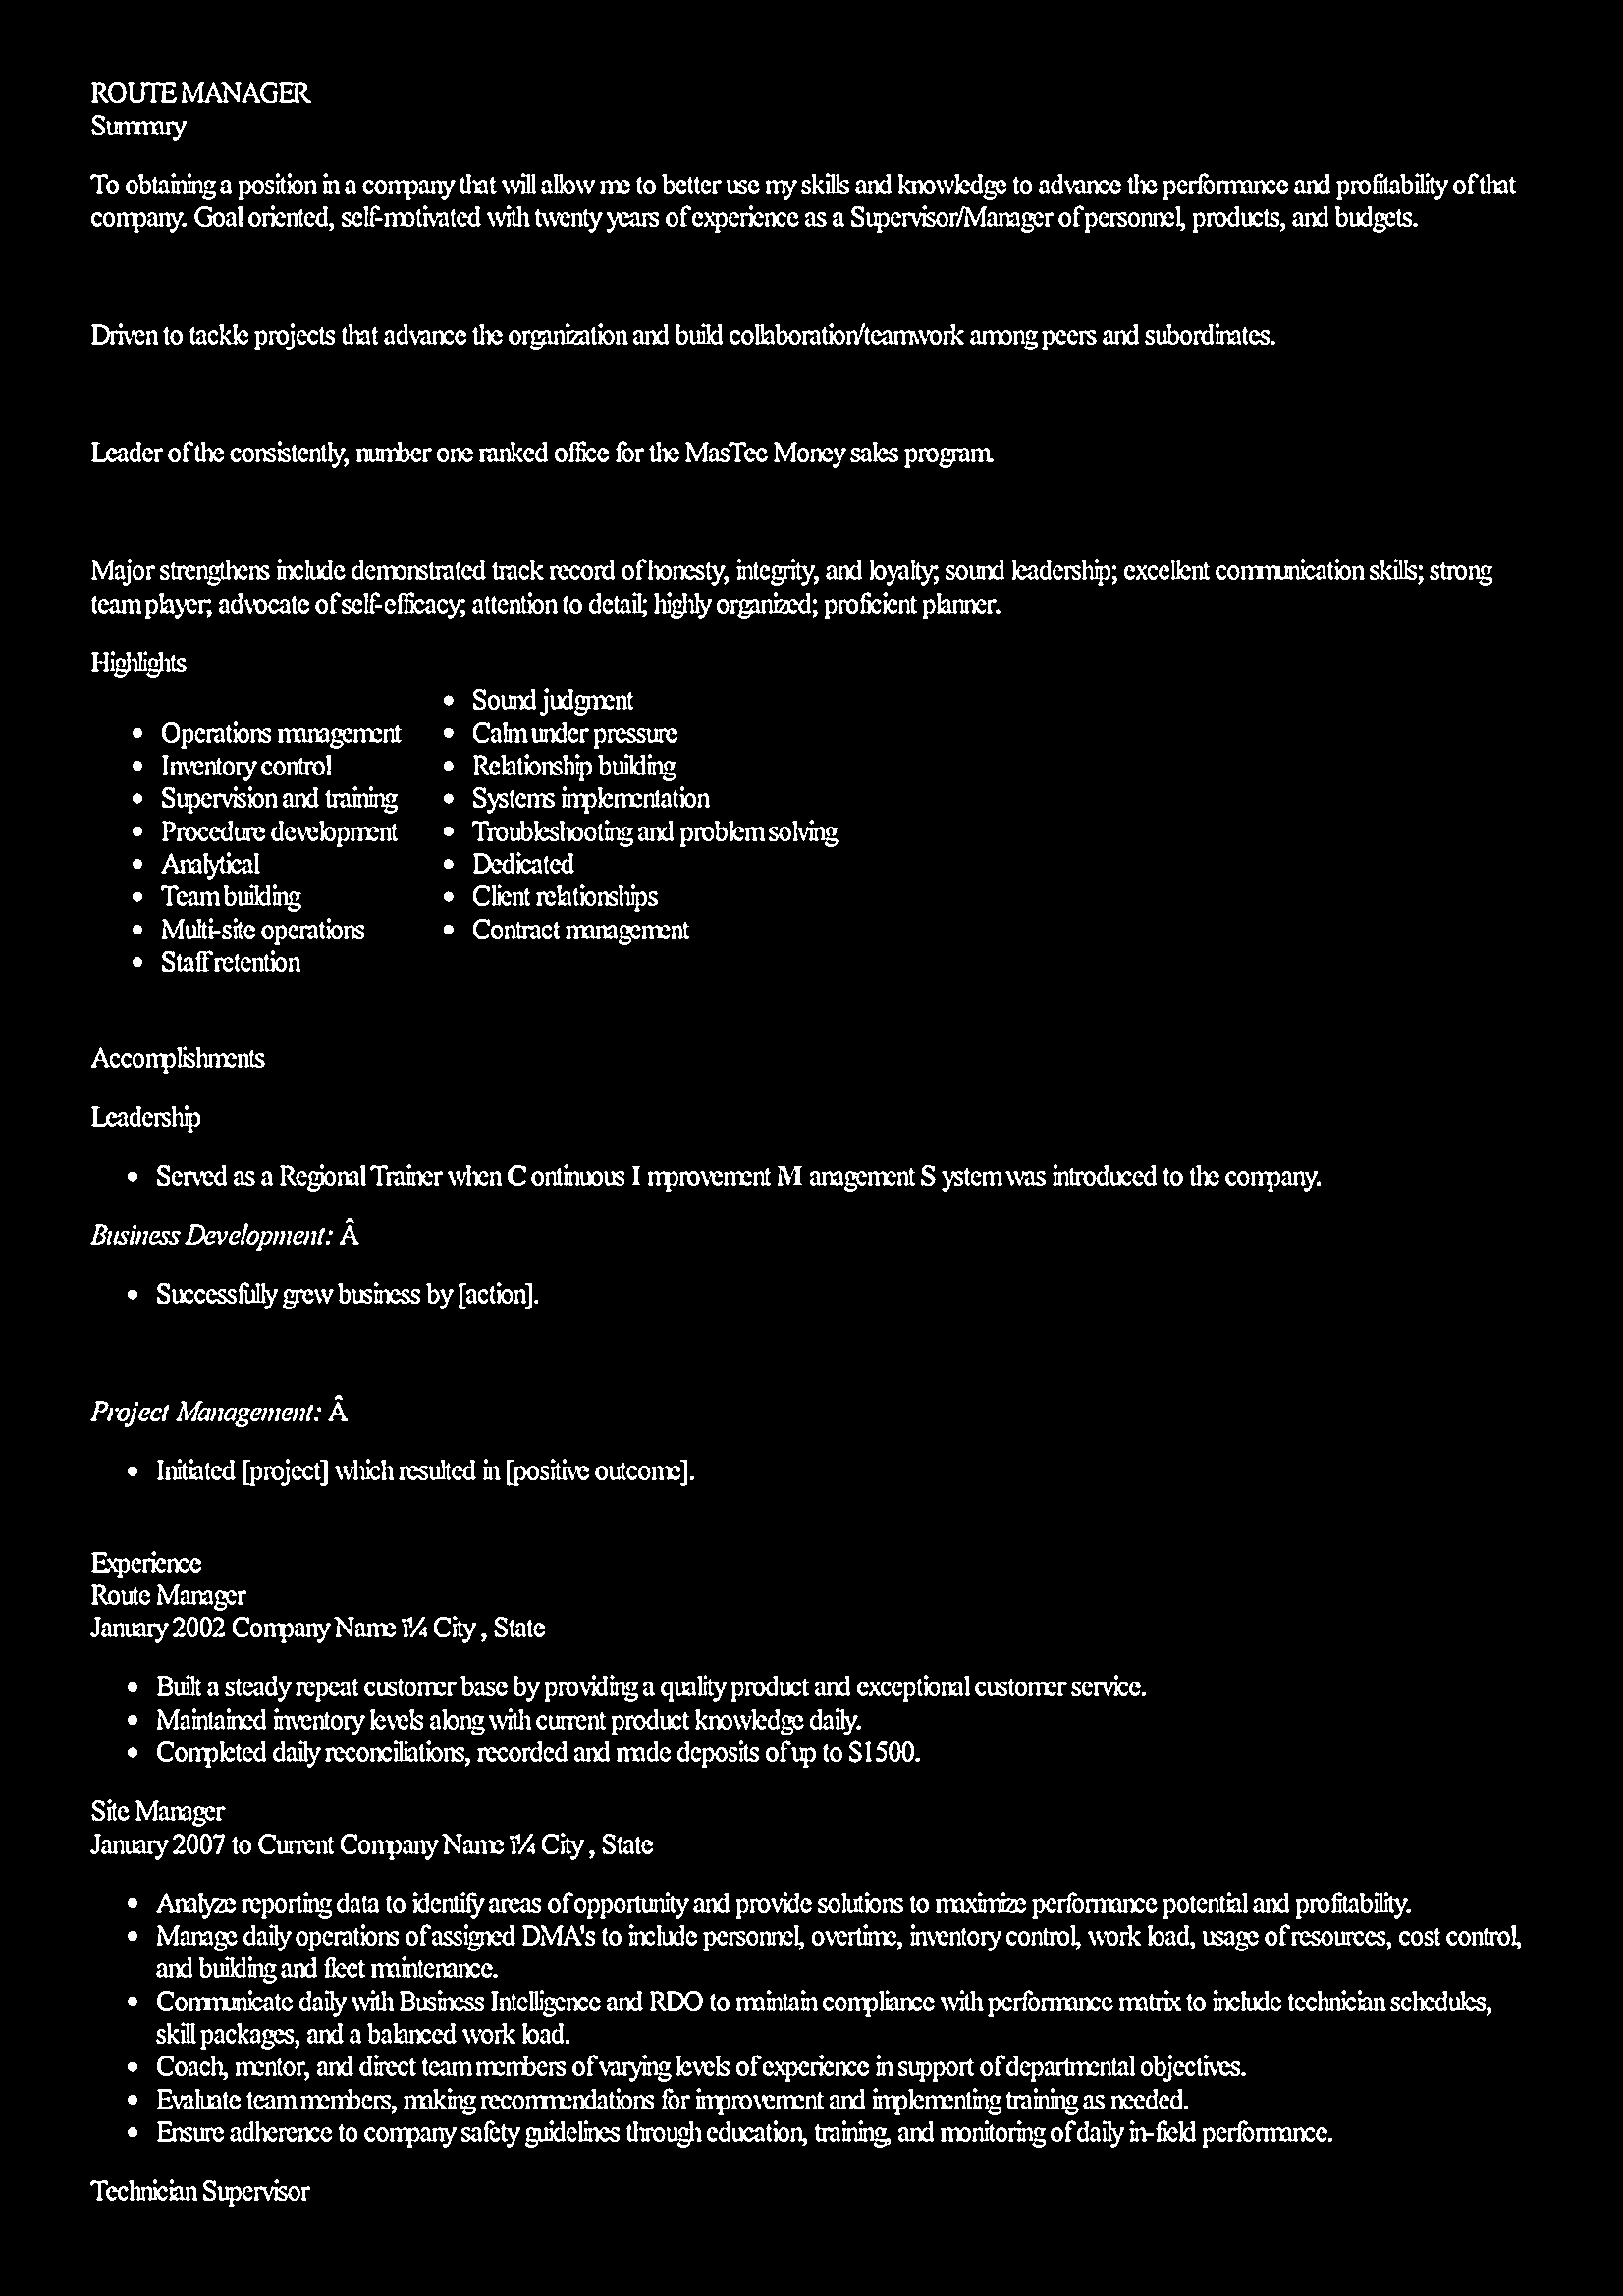 ROUTE MANAGER
Summary
To obtaining a position in a company that will allow me to better use my skills and knowledge to advance the performance and profitability of that
company. Goal oriented, self-motivated with twenty years of experience as a Supervisor/Manager of personnel, products, and budgets.
Driven to tackle projects that advance the organization and build collaboration/teamwork among peers and subordinates.
Leader of the consistently, number one ranked office for the MasTec Money sales program.
Major strengthens include demonstrated track record of honesty, integrity, and loyalty; sound leadership; excellent communication skills; strong
team player; advocate of self-efficacy; attention to detail; highly organized; proficient planner.
Highlights
• Operations management
• Inventory control
• Supervision and training
• Procedure development
• Analytical
• Team building
• Multi-site operations
• Staff retention
• Sound judgment
• Calm under pressure
• Relationship building
• Systems implementation
• Troubleshooting and problem solving
• Dedicated
• Client relationships
• Contract management
Accomplishments
Leadership
• Served as a Regional Trainer when C ontinuous I mprovement M anagement S ystem was introduced to the company.
Business Development: Â
• Successfully grew business by [action].
Project Management: Â
• Initiated [project] which resulted in [positive outcome].
Experience
Route Manager
January 2002 Company Name ï¼ City , State
• Built a steady repeat customer base by providing a quality product and exceptional customer service.
• Maintained inventory levels along with current product knowledge daily.
• Completed daily reconciliations, recorded and made deposits of up to $1500.
Site Manager
January 2007 to Current Company Name ï¼ City , State
• Analyze reporting data to identify areas of opportunity and provide solutions to maximize performance potential and profitability.
• Manage daily operations of assigned DMA's to include personnel, overtime, inventory control, work load, usage of resources, cost control,
and building and fleet maintenance.
• Communicate daily with Business Intelligence and RDO to maintain compliance with performance matrix to include technician schedules,
skill packages, and a balanced work load.
• Coach, mentor, and direct team members of varying levels of experience in support of departmental objectives.
• Evaluate team members, making recommendations for improvement and implementing training as needed.
• Ensure adherence to company safety guidelines through education, training, and monitoring of daily in-field performance.
Technician Supervisor